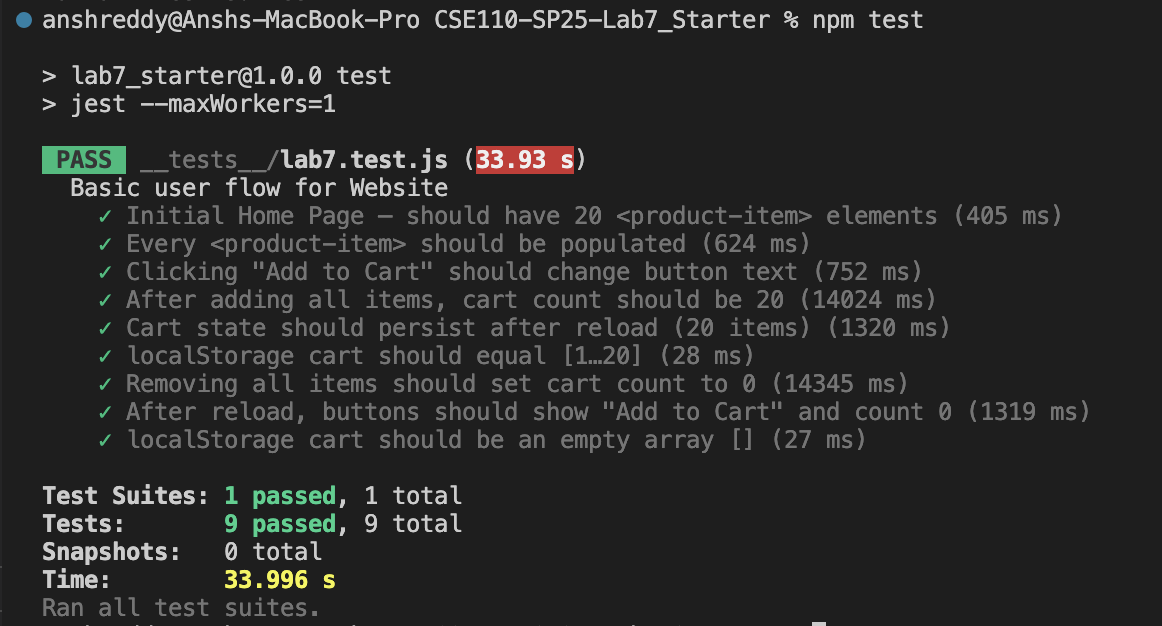 anshreddy@Anshs-MacBook-Pro CSE110-SP25-Lab7_Starter % npm test
> lab7_starter@1.0.0 test
> jest --maxWorkers=1
PASS __tests__/lab7.test.js (33.93 s)
Basic user flow for Website
✓ Initial Home Page – should have 20 <product-item> elements (405 ms)
✓ Every <product-item> should be populated (624 ms)
✓ Clicking "Add to Cart" should change button text (752 ms)
✓ After adding all items, cart count should be 20 (14024 ms)
✓ Cart state should persist after reload (20 items) (1320 ms)
✓ localStorage cart should equal [1…20] (28 ms)
✓ Removing all items should set cart count to 0 (14345 ms)
✓ After reload, buttons should show "Add to Cart" and count 0 (1319 ms)
✓ localStorage cart should be an empty array [] (27 ms)
Test Suites: 1 passed, 1 total
Tests: 9 passed, 9 total
Snapshots: 0 total
Time: 33.996 s
Ran all test suites.